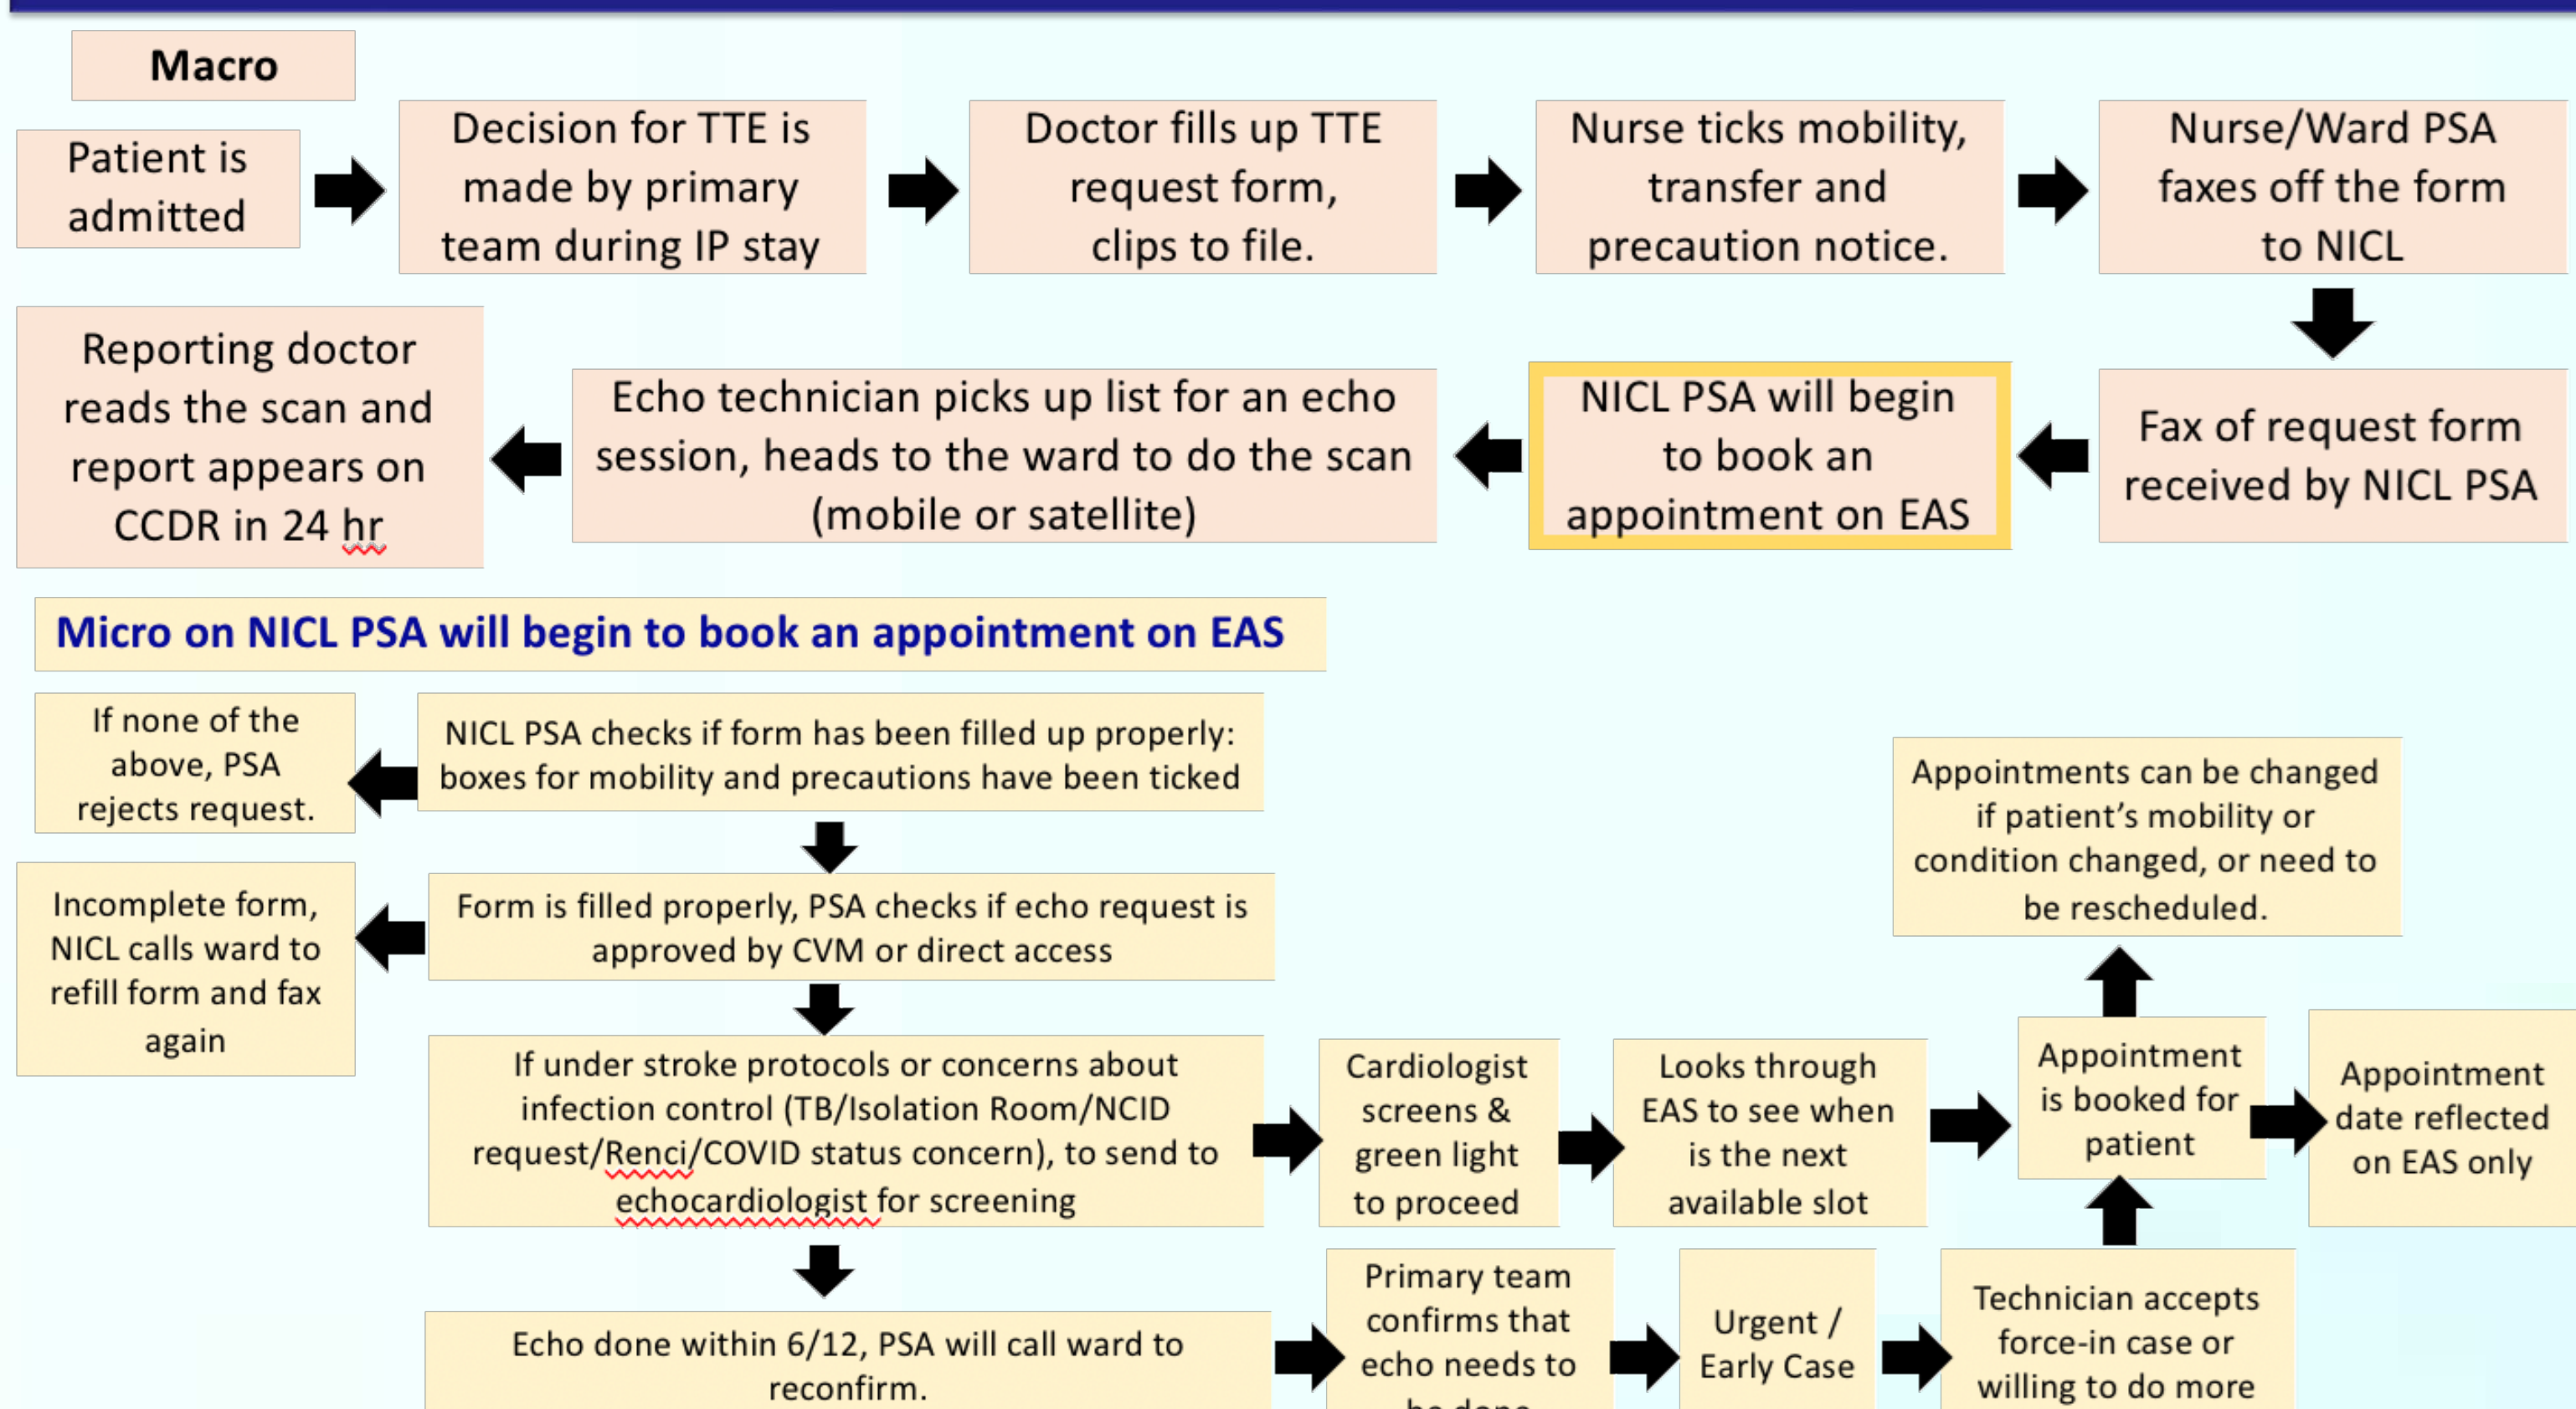 Macro
Patient is
admitted
Decision for TTE is
made by primary
team during IP stay
Doctor fills up TTE
request form,
clips to file.
Nurse ticks mobility,
transfer and
precaution notice.
Nurse/Ward PSA
faxes off the form
to NICL
Fax of request form
received by NICL PSA
NICL PSA will begin
to book an
appointment on EAS
Echo technician picks up list for an echo
session, heads to the ward to do the scan
(mobile or satellite)
Reporting doctor
reads the scan and
report appears on
CCDR in 24 hr
Micro on NICL PSA will begin to book an appointment on EAS
NICL PSA checks if form has been filled up properly:
boxes for mobility and precautions have been ticked
If none of the
above, PSA
rejects request.
Form is filled properly, PSA checks if echo request is
approved by CVM or direct access
Incomplete form,
NICL calls ward to
refill form and fax
again
If under stroke protocols or concerns about
infection control (TB/Isolation Room/NCID
request/Renci/COVID status concern), to send to
echocardiologist for screening
Cardiologist
screens &
green light
to proceed
Looks through
EAS to see when
is the next
available slot
Appointment
is booked for
patient
Appointments can be changed
if patient's mobility or
condition changed, or need to
be rescheduled.
Appointment
date reflected
on EAS only
Echo done within 6/12, PSA will call ward to
reconfirm.
Primary team
confirms that
echo needs to
be done
Urgent /
Early Case
Technician accepts
force-in case or
willing to do more